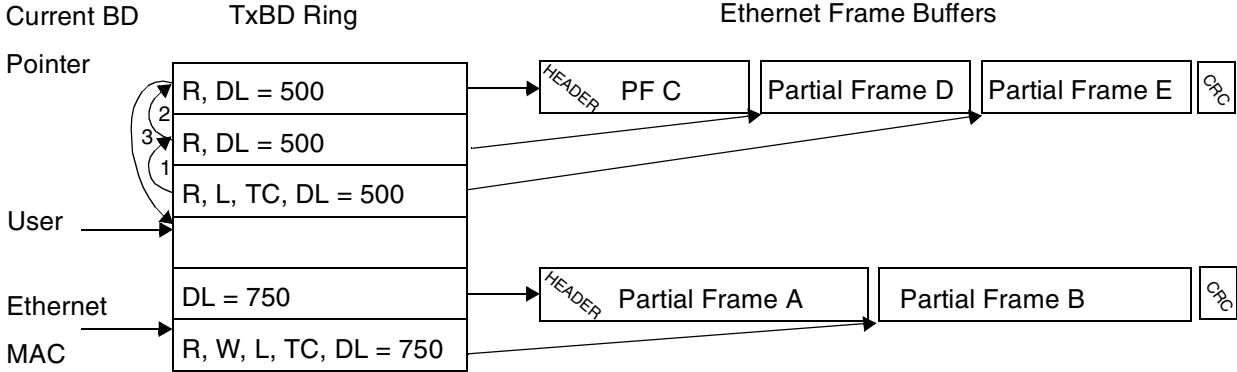 Current BD TxBD Ring Ethernet Frame Buffers
Pointer
R, DL = 500 HEADER PF C Partial Frame D Partial Frame E CRC
2
R, DL = 500
3
1
R, L, TC, DL = 500
User
DL = 750 HEADER Partial Frame A Partial Frame B CRC
Ethernet
MAC R, W, L, TC, DL = 750